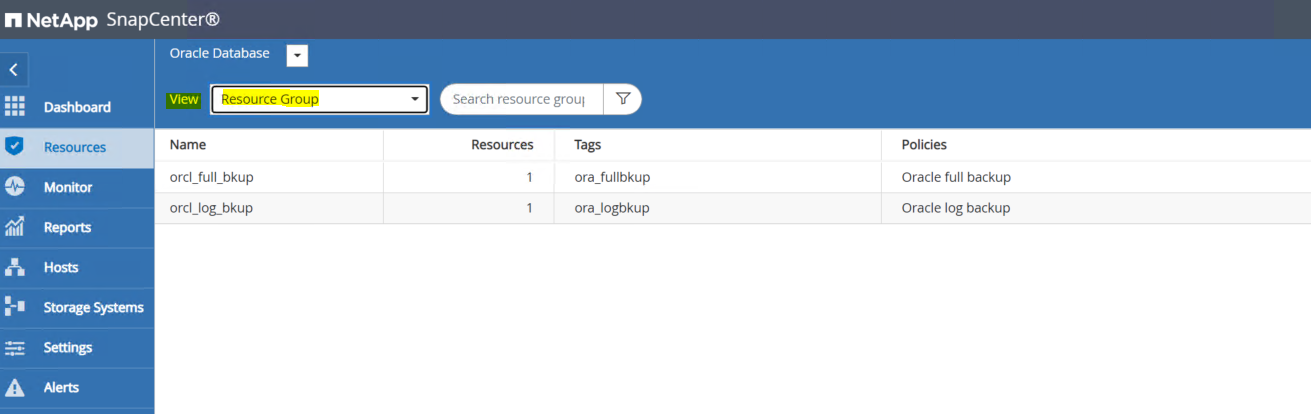 NetApp SnapCenter®
Oracle Database
View Resource Group Search resource group
Dashboard
Resources
Monitor
Reports
Hosts
Storage Systems
Settings
Alerts
Name Resources Tags Policies
orcl_full_bkup 1 ora_fullbkup Oracle full backup
orcl_log_bkup 1 ora_logbkup Oracle log backup